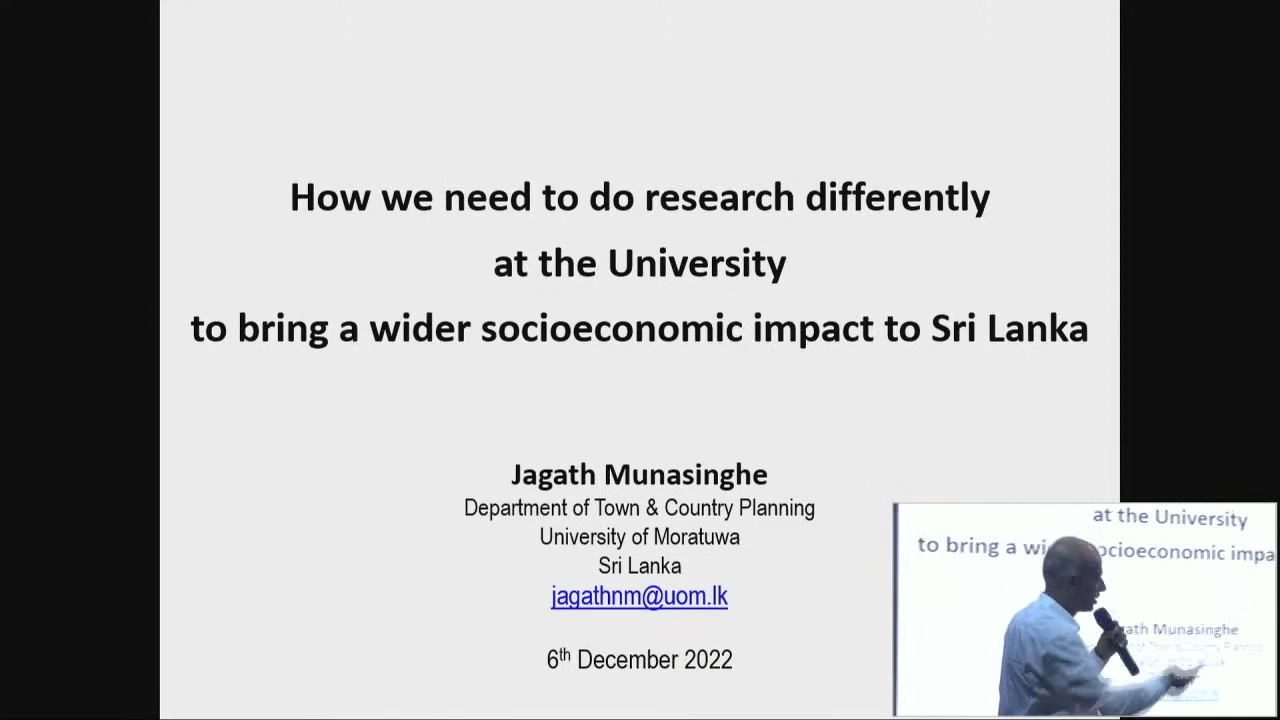 How we need to do research differently
at the University
to bring a wider socioeconomic impact to Sri Lanka
Jagath Munasinghe
Department of Town & Country Planning
University of Moratuwa
Sri Lanka
jagathnm@uom.lk
6th December 2022
at the University
to bring a wi ocioeconomic impa
gath Munasinghe